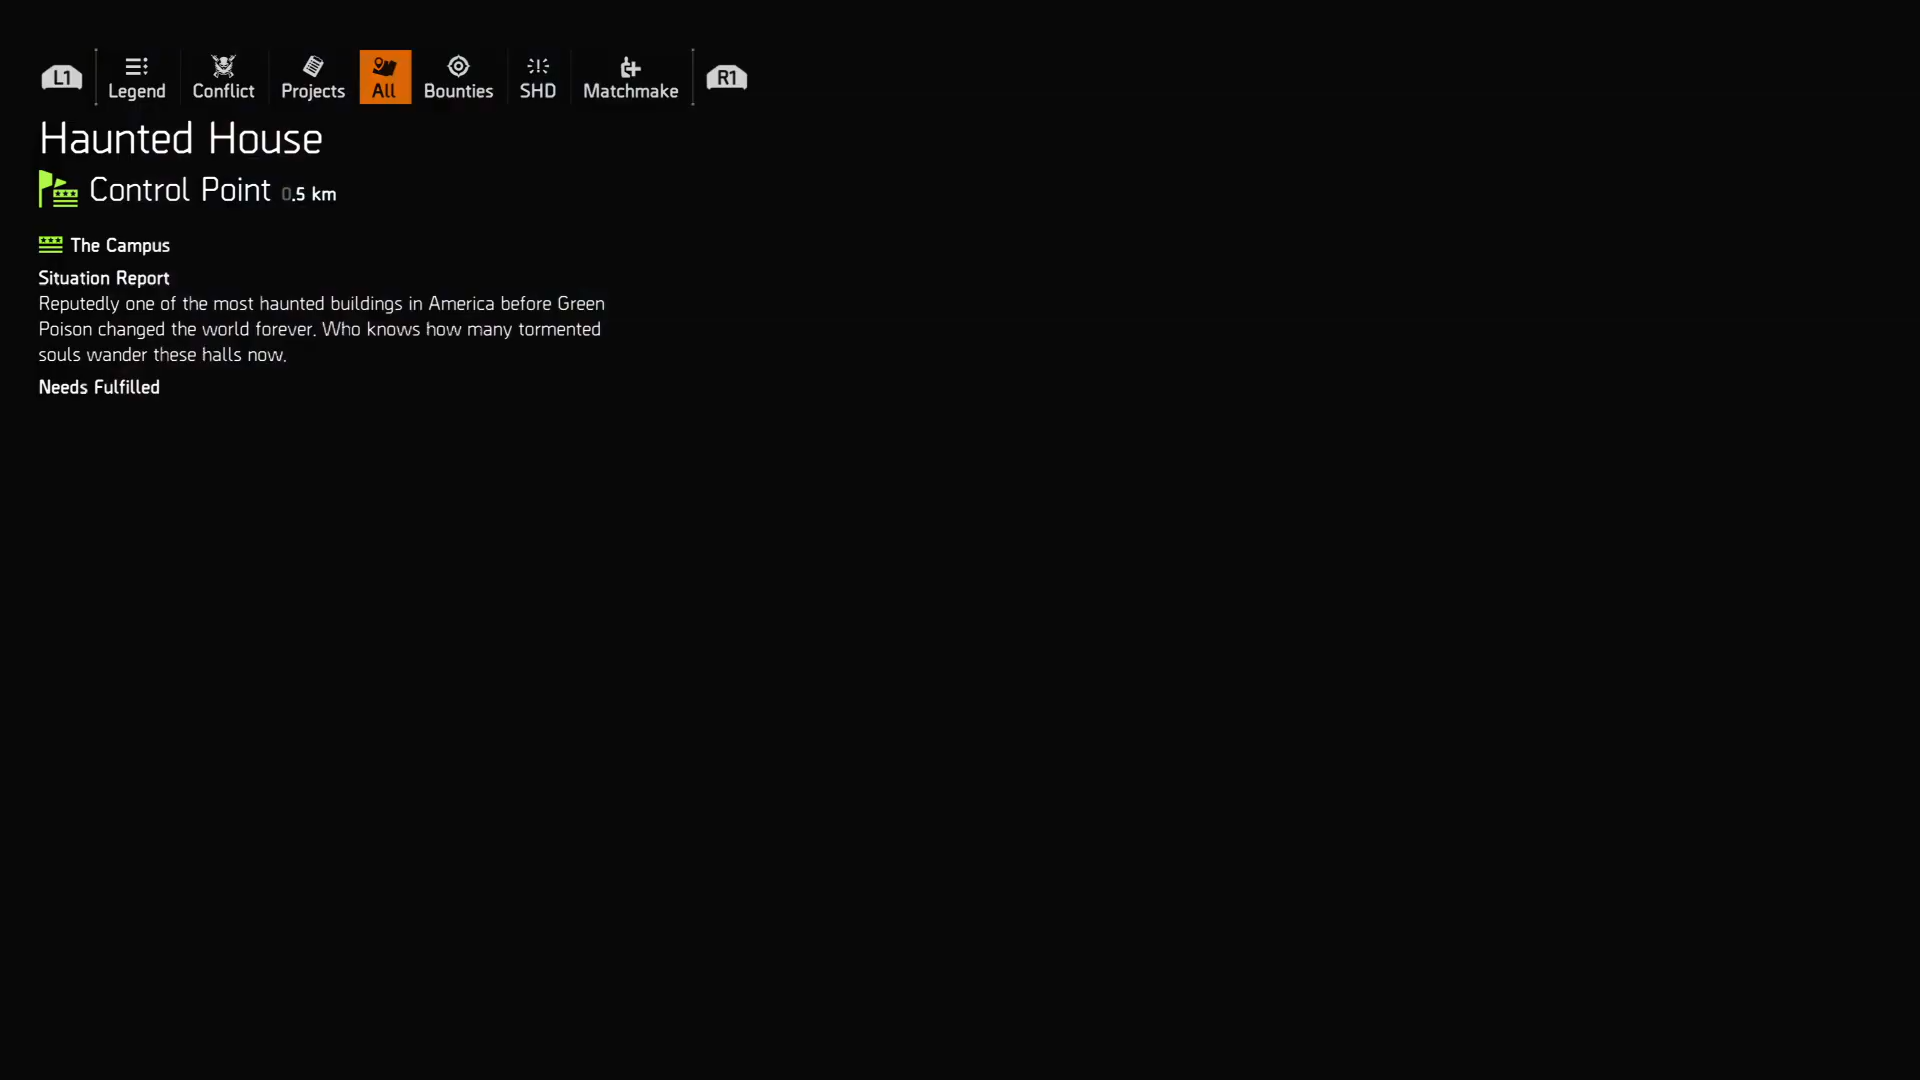 L1 Legend Conflict Projects All Bounties SHD Matchmake R1
Haunted House
Control Point 0.5 km
The Campus
Situation Report
Reputedly one of the most haunted buildings in America before Green
Poison changed the world forever. Who knows how many tormented
souls wander these halls now.
Needs Fulfilled